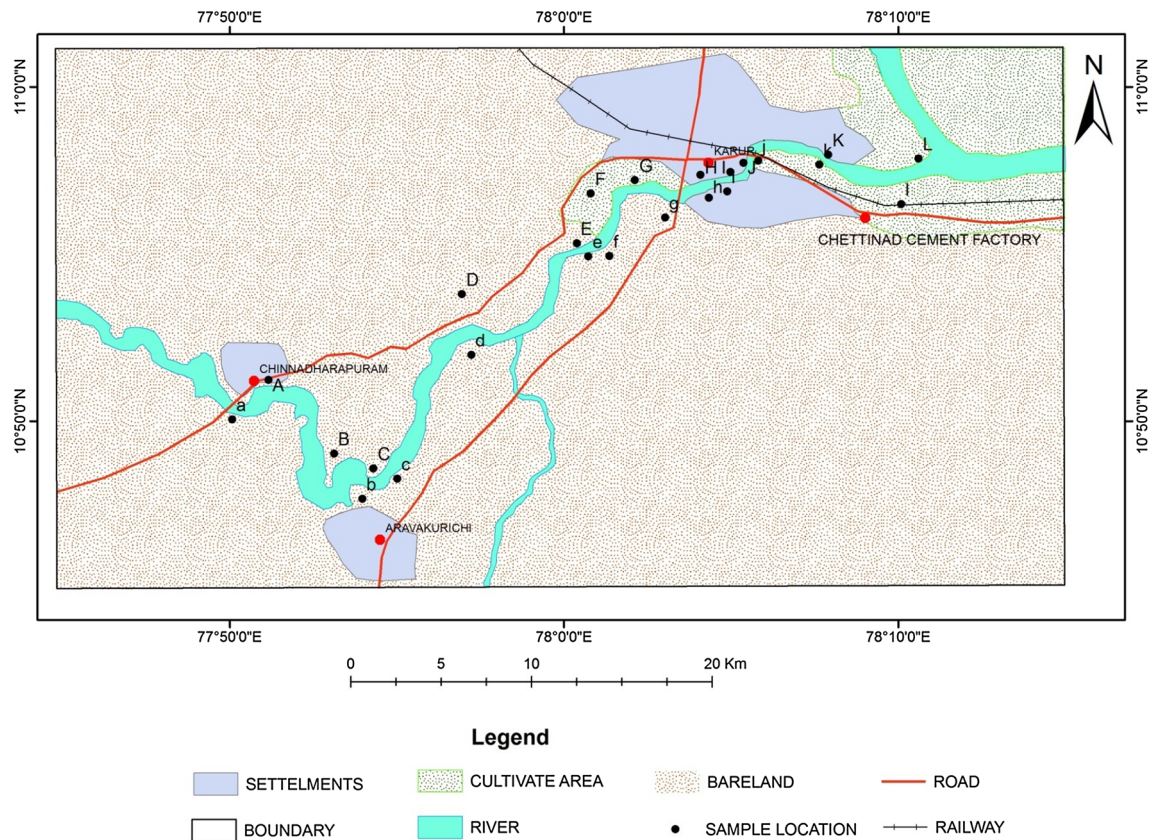 77°50'0"E 78°0'0"E 78°10'0"E
11°0'0"N
11°0'0"N
N
K
KARUR
j
k
L
G
H
I
J
F
i
h
l
g
E
CHETTINAD CEMENT FACTORY
e
f
D
d
CHINNADHARAPURAM
A
a
10°50'0"N
10°50'0"N
B
C
c
b
ARAVAKURICHI
77°50'0"E 78°0'0"E 78°10'0"E
0 5 10 20 Km
Legend
SETTELMENTS CULTIVATE AREA BARELAND ROAD
BOUNDARY RIVER SAMPLE LOCATION RAILWAY